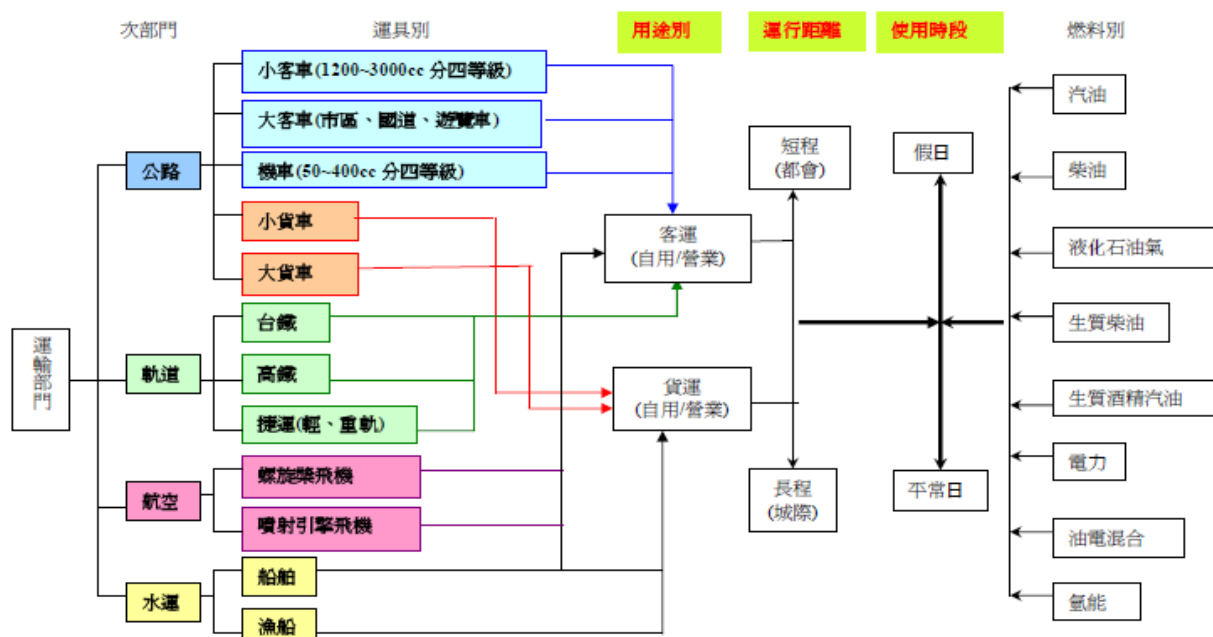 次部門
運具別
用途別
運行距離
使用時段
燃料別
運輸部門
公路
小客車(1200~3000cc 分四等級)
大客車(市區、國道、遊覽車)
機車(50~400cc 分四等級)
小貨車
大貨車
軌道
台鐵
高鐵
捷運(輕、重軌)
航空
螺旋槳飛機
噴射引擎飛機
水運
船舶
漁船
客運
(自用/營業)
貨運
(自用/營業)
短程
(都會)
長程
(城際)
假日
平常日
汽油
柴油
液化石油氣
生質柴油
生質酒精汽油
電力
油電混合
氫能